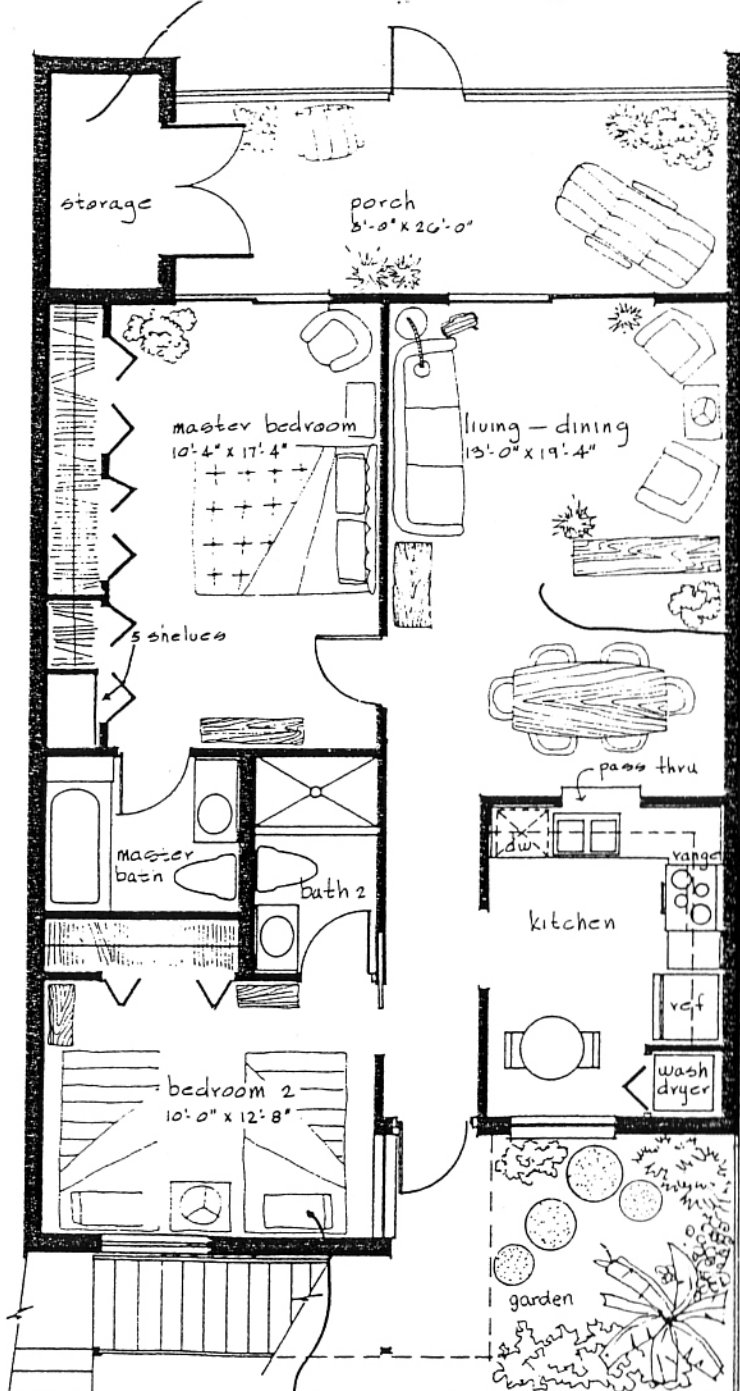 storage
porch
8'-0" x 26'-0"
master bedroom
10'-4" x 17'-4"
living — dining
13'-0" x 19'-4"
5 shelves
pass thru
dw
range
master
bath
bath 2
kitchen
ref
wash
dryer
bedroom 2
10'-0" x 12'-8"
garden